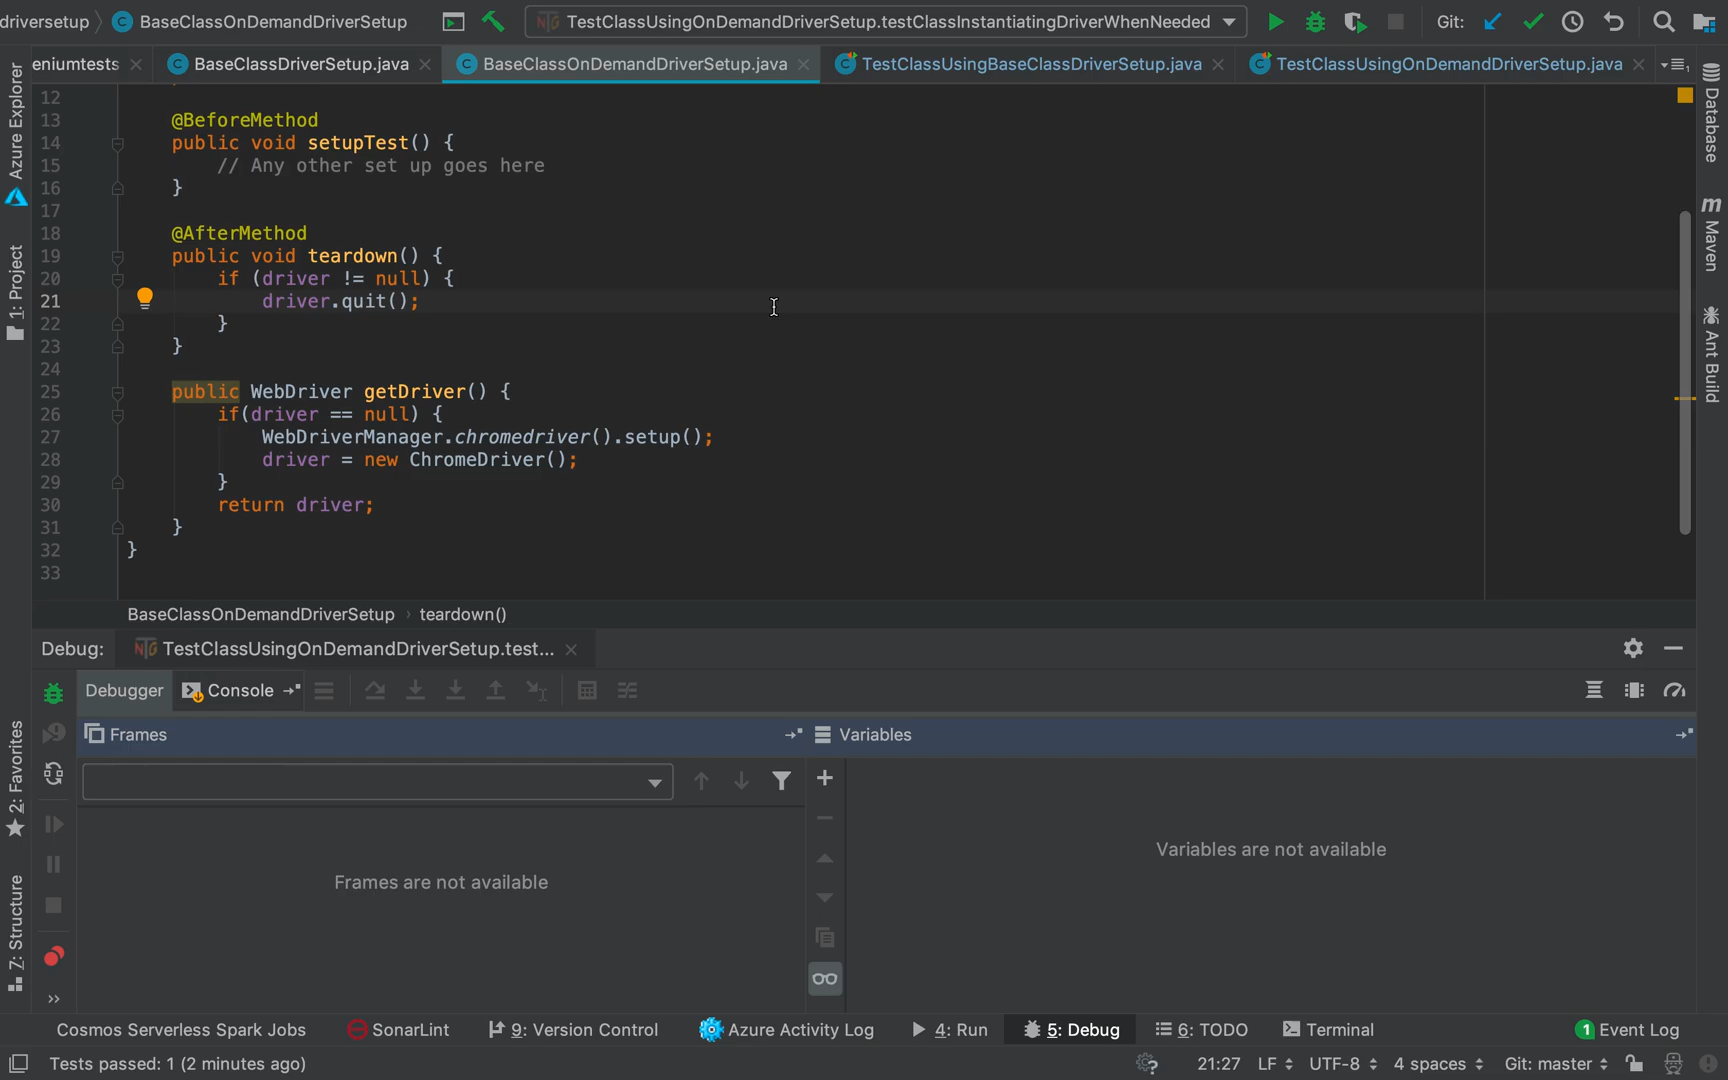 driversetup BaseClassOnDemandDriverSetup TestClassUsingOnDemandDriverSetup.testClassInstantiatingDriverWhenNeeded Git:
eniumtests BaseClassDriverSetup.java BaseClassOnDemandDriverSetup.java TestClassUsingBaseClassDriverSetup.java TestClassUsingOnDemandDriverSetup.java
12
13 @BeforeMethod
14 public void setupTest() {
15 // Any other set up goes here
16 }
17
18 @AfterMethod
19 public void teardown() {
20 if (driver != null) {
21 driver.quit();
22 }
23 }
24
25 public WebDriver getDriver() {
26 if(driver == null) {
27 WebDriverManager.chromedriver().setup();
28 driver = new ChromeDriver();
29 }
30 return driver;
31 }
32 }
33
BaseClassOnDemandDriverSetup › teardown()
Azure Explorer
1: Project
2: Favorites
Z: Structure
Database
Maven
Ant Build
Debug: TestClassUsingOnDemandDriverSetup.test...
Debugger Console
Frames Variables
Frames are not available
Variables are not available
Cosmos Serverless Spark Jobs SonarLint 9: Version Control Azure Activity Log 4: Run 5: Debug 6: TODO Terminal 1 Event Log
Tests passed: 1 (2 minutes ago) 21:27 LF UTF-8 4 spaces Git: master